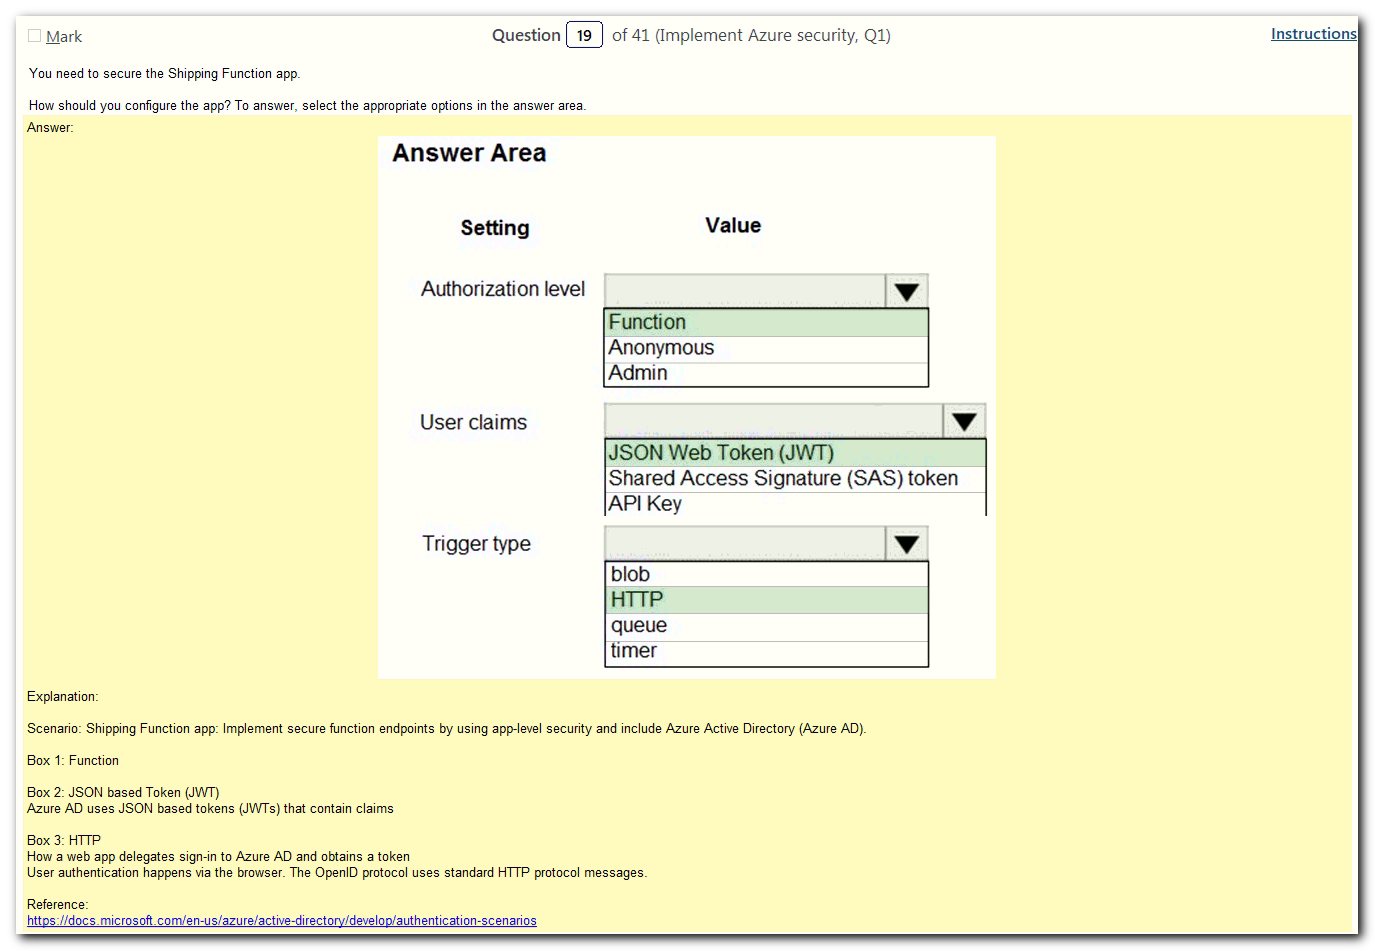 Mark
Question 19 of 41 (Implement Azure security, Q1)
Instructions
You need to secure the Shipping Function app.
How should you configure the app? To answer, select the appropriate options in the answer area.
Answer:
Answer Area
Setting Value
Authorization level
Function
Anonymous
Admin
User claims
JSON Web Token (JWT)
Shared Access Signature (SAS) token
API Key
Trigger type
blob
HTTP
queue
timer
Explanation:
Scenario: Shipping Function app: Implement secure function endpoints by using app-level security and include Azure Active Directory (Azure AD).
Box 1: Function
Box 2: JSON based Token (JWT)
Azure AD uses JSON based tokens (JWTs) that contain claims
Box 3: HTTP
How a web app delegates sign-in to Azure AD and obtains a token
User authentication happens via the browser. The OpenID protocol uses standard HTTP protocol messages.
Reference:
https://docs.microsoft.com/en-us/azure/active-directory/develop/authentication-scenarios